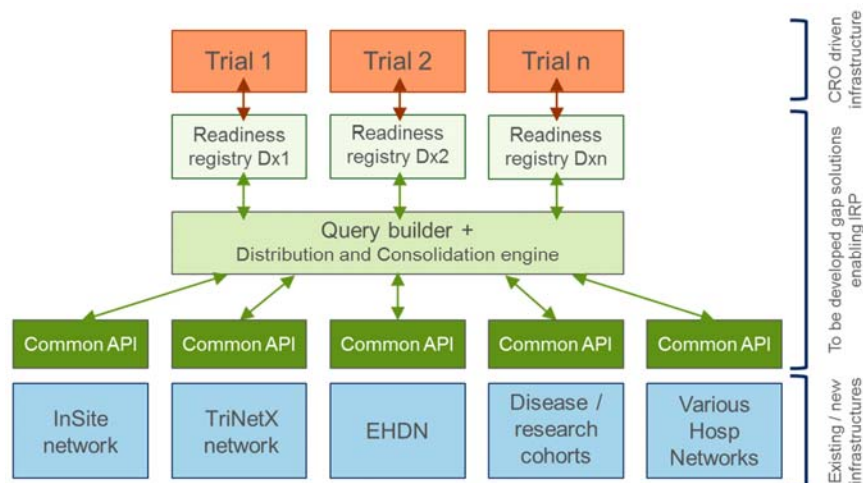 Trial 1
Trial 2
Trial n
CRO driven
infrastructure
Readiness
registry Dx1
Readiness
registry Dx2
Readiness
registry Dxn
Query builder +
Distribution and Consolidation engine
To be developed gap solutions
enabling IRP
Common API
Common API
Common API
Common API
Common API
InSite
network
TriNetX
network
EHDN
Disease /
research
cohorts
Various
Hosp
Networks
Existing / new
infrastructures